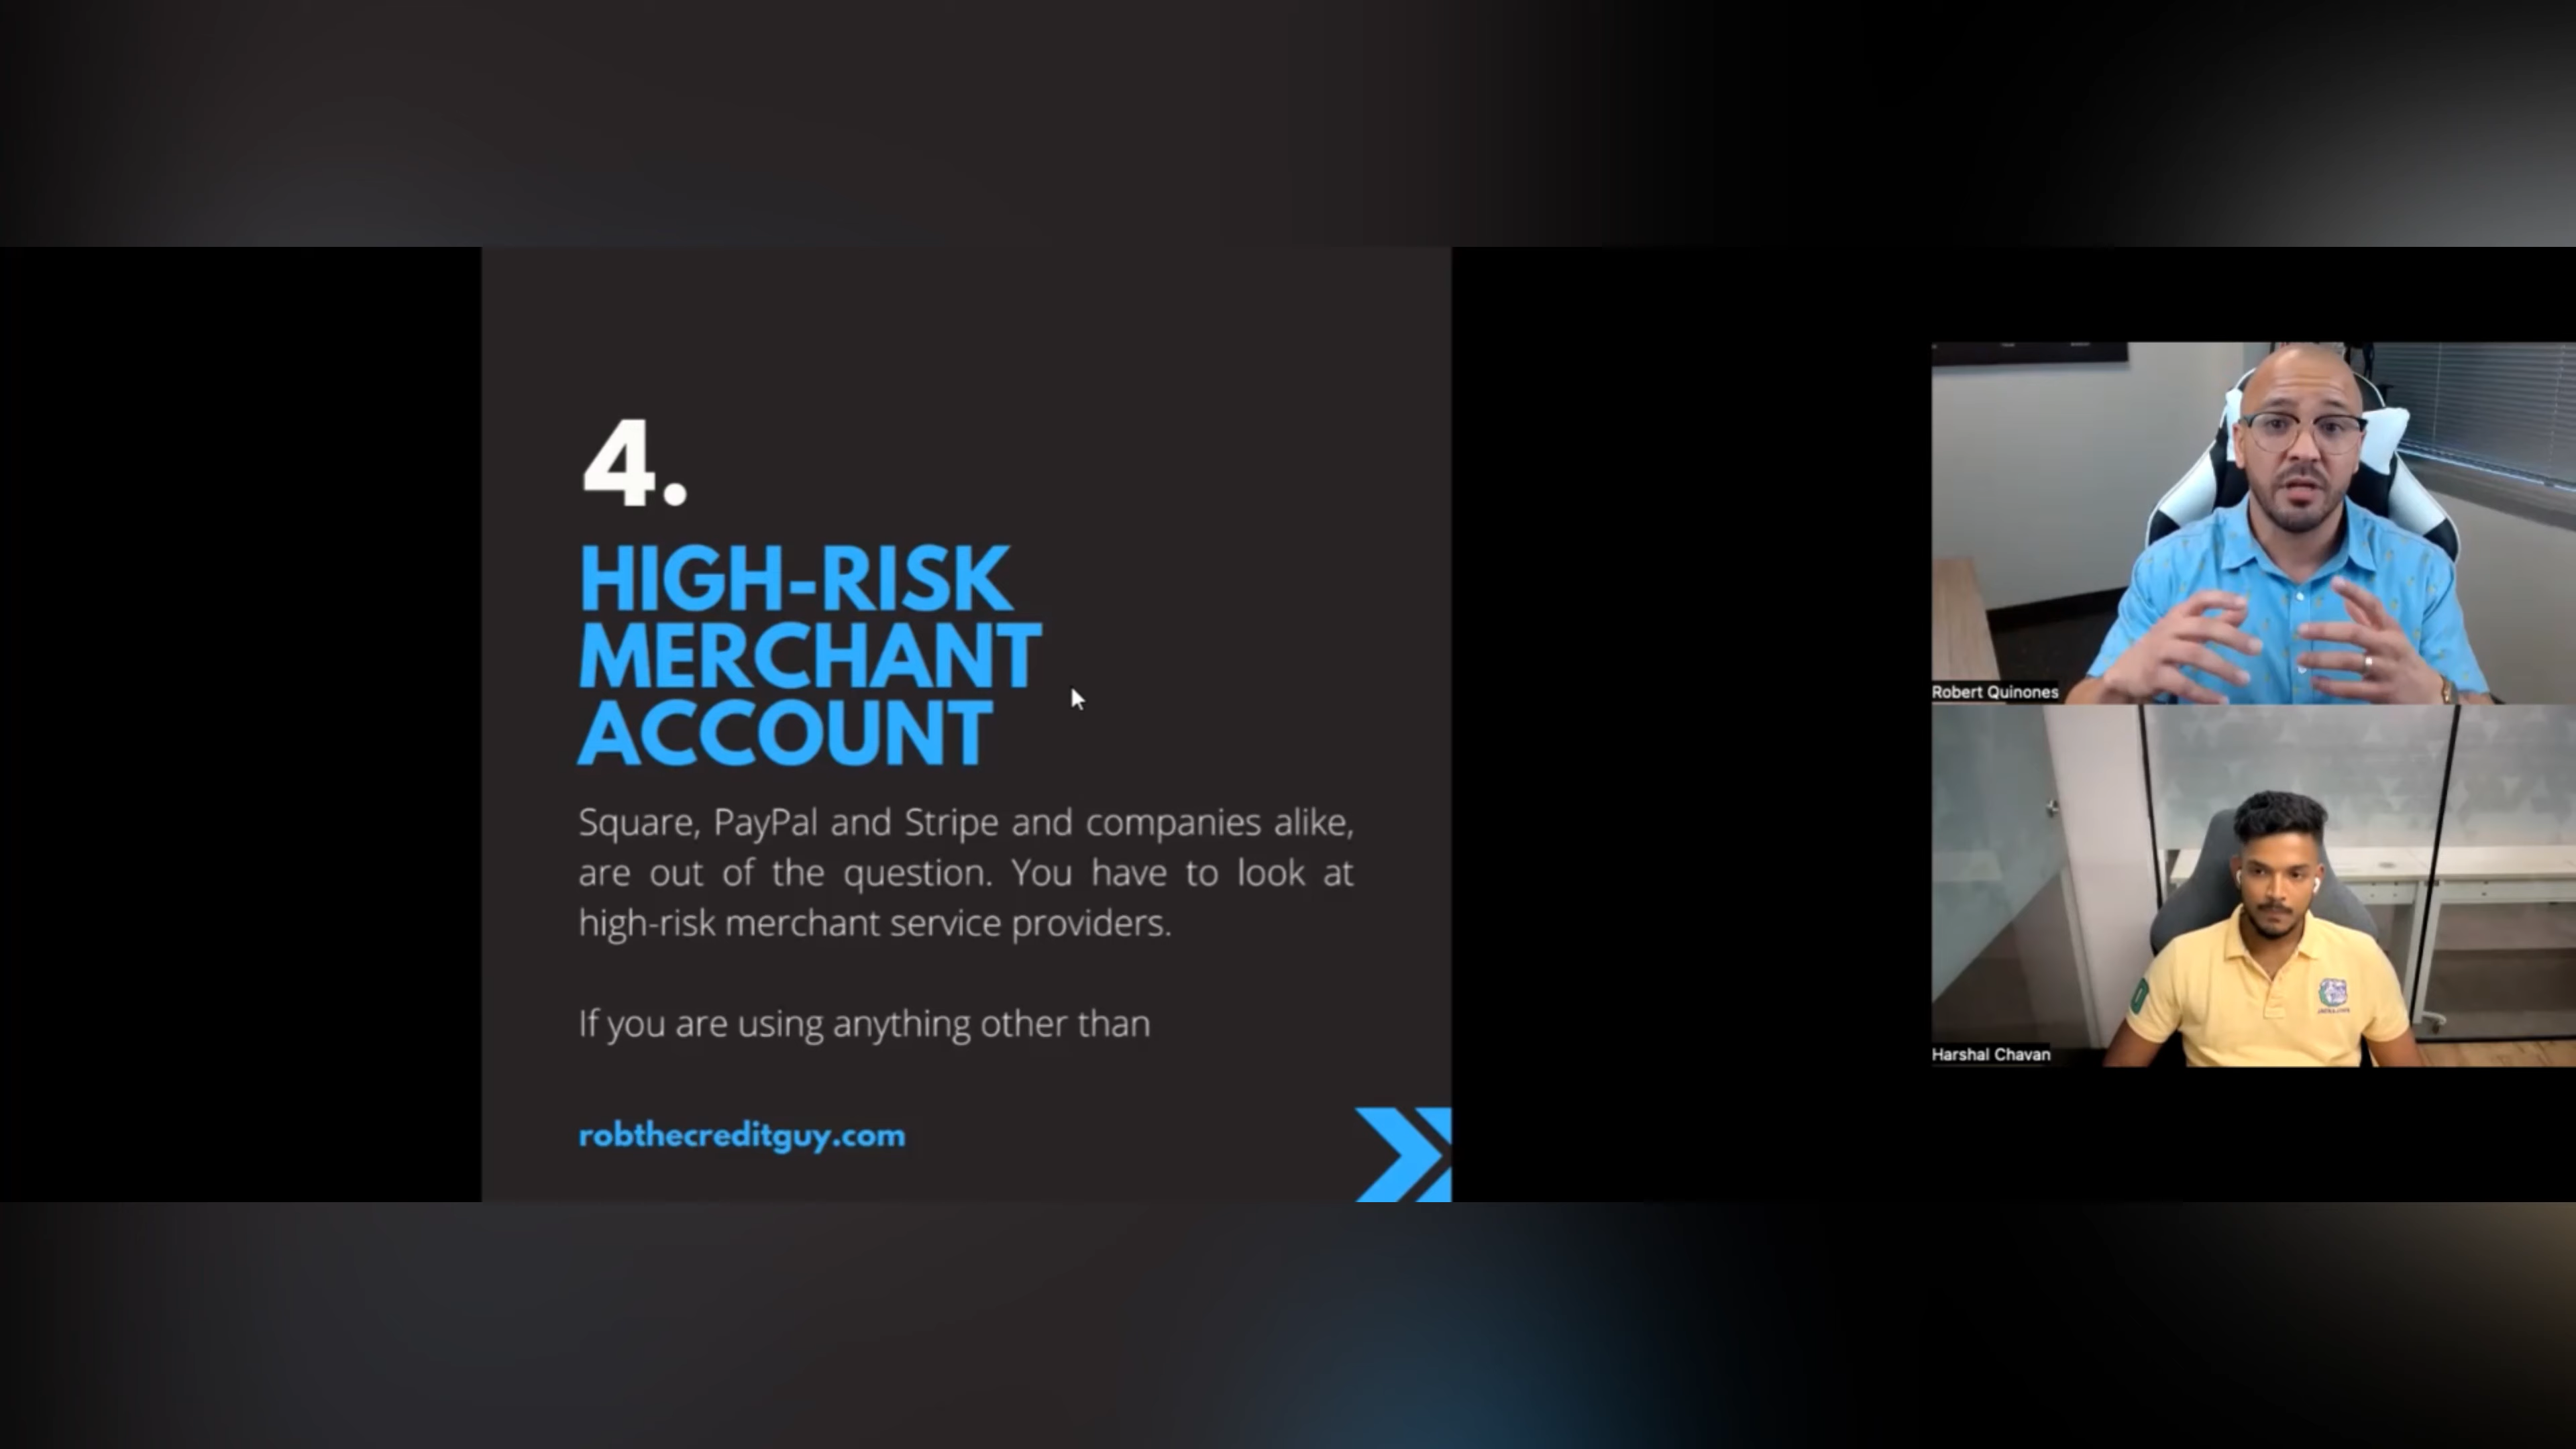 4.
HIGH-RISK
MERCHANT
ACCOUNT
Square, PayPal and Stripe and companies alike,
are out of the question. You have to look at
high-risk merchant service providers.
If you are using anything other than
robthecreditguy.com
Robert Quinones
Harshal Chavan